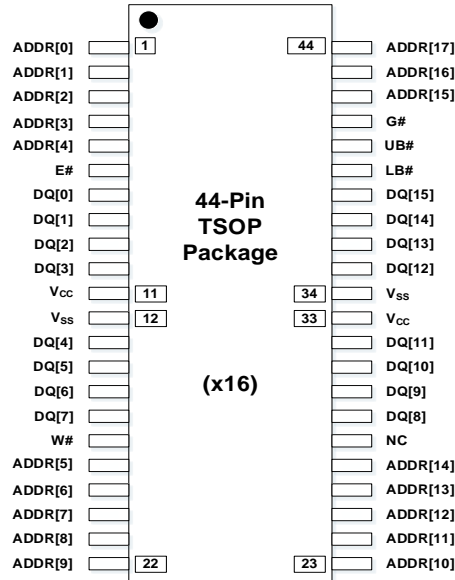 ADDR[0] 1 44 ADDR[17]
ADDR[1] ADDR[16]
ADDR[2] ADDR[15]
ADDR[3] G#
ADDR[4] UB#
E# LB#
DQ[0] DQ[15]
DQ[1] DQ[14]
DQ[2] DQ[13]
DQ[3] DQ[12]
VCC 11 34 VSS
VSS 12 33 VCC
DQ[4] DQ[11]
DQ[5] DQ[10]
DQ[6] DQ[9]
DQ[7] DQ[8]
W# NC
ADDR[5] ADDR[14]
ADDR[6] ADDR[13]
ADDR[7] ADDR[12]
ADDR[8] ADDR[11]
ADDR[9] 22 23 ADDR[10]
44-Pin
TSOP
Package
(x16)